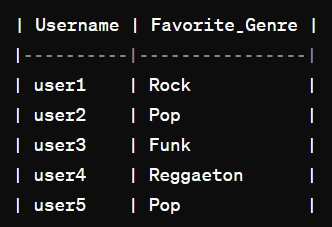 | Username | Favorite_Genre |
|----------|----------------|
| user1    | Rock           |
| user2    | Pop            |
| user3    | Funk           |
| user4    | Reggaeton      |
| user5    | Pop            |